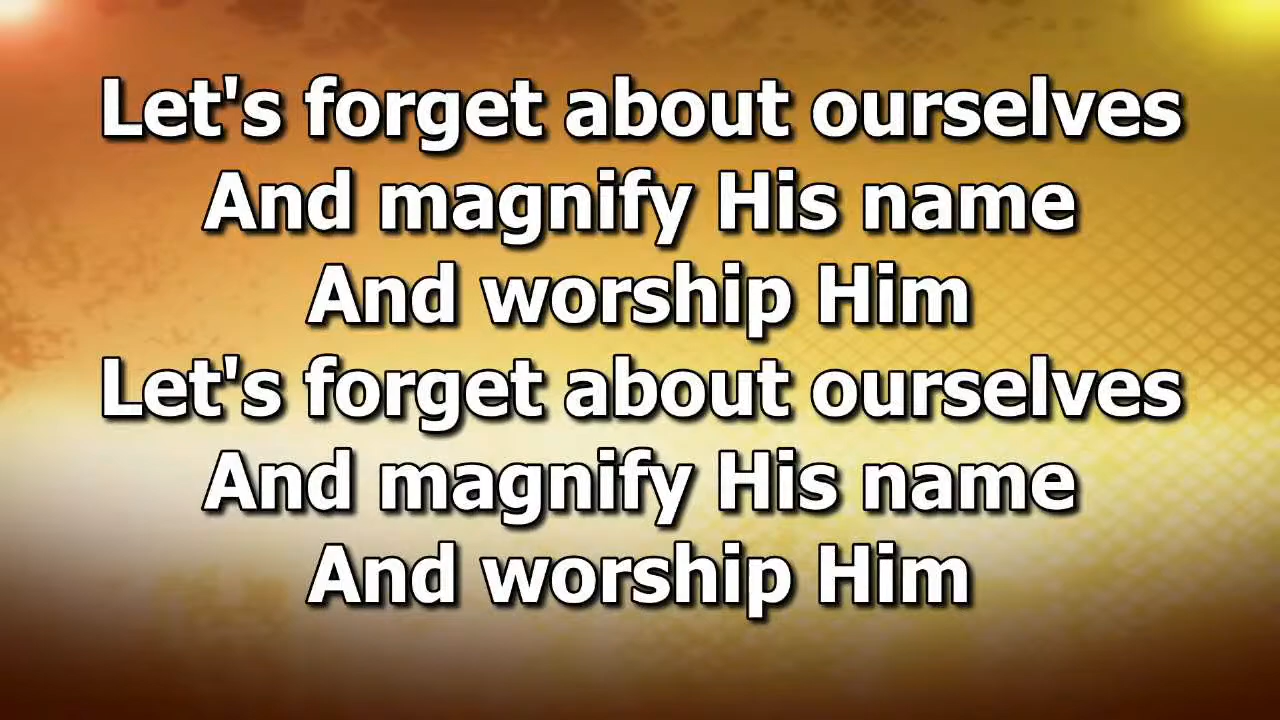 Let's forget about ourselves
And magnify His name
And worship Him
Let's forget about ourselves
And magnify His name
And worship Him